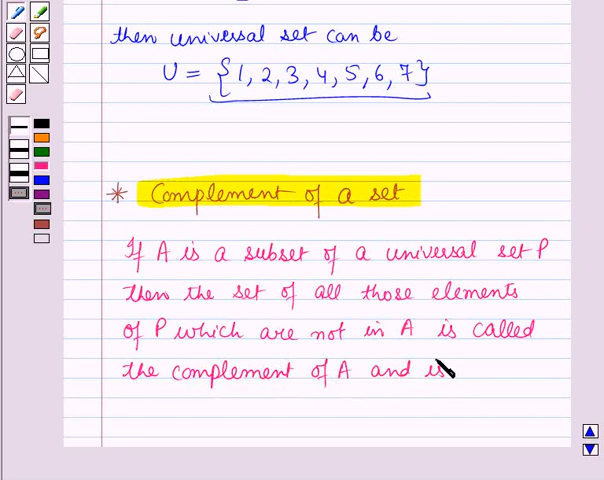 then universal set can be
U = {1, 2, 3, 4, 5, 6, 7}
* Complement of a set
If A is a subset of a universal set P
then the set of all those elements
of P which are not in A is called
the complement of A and is